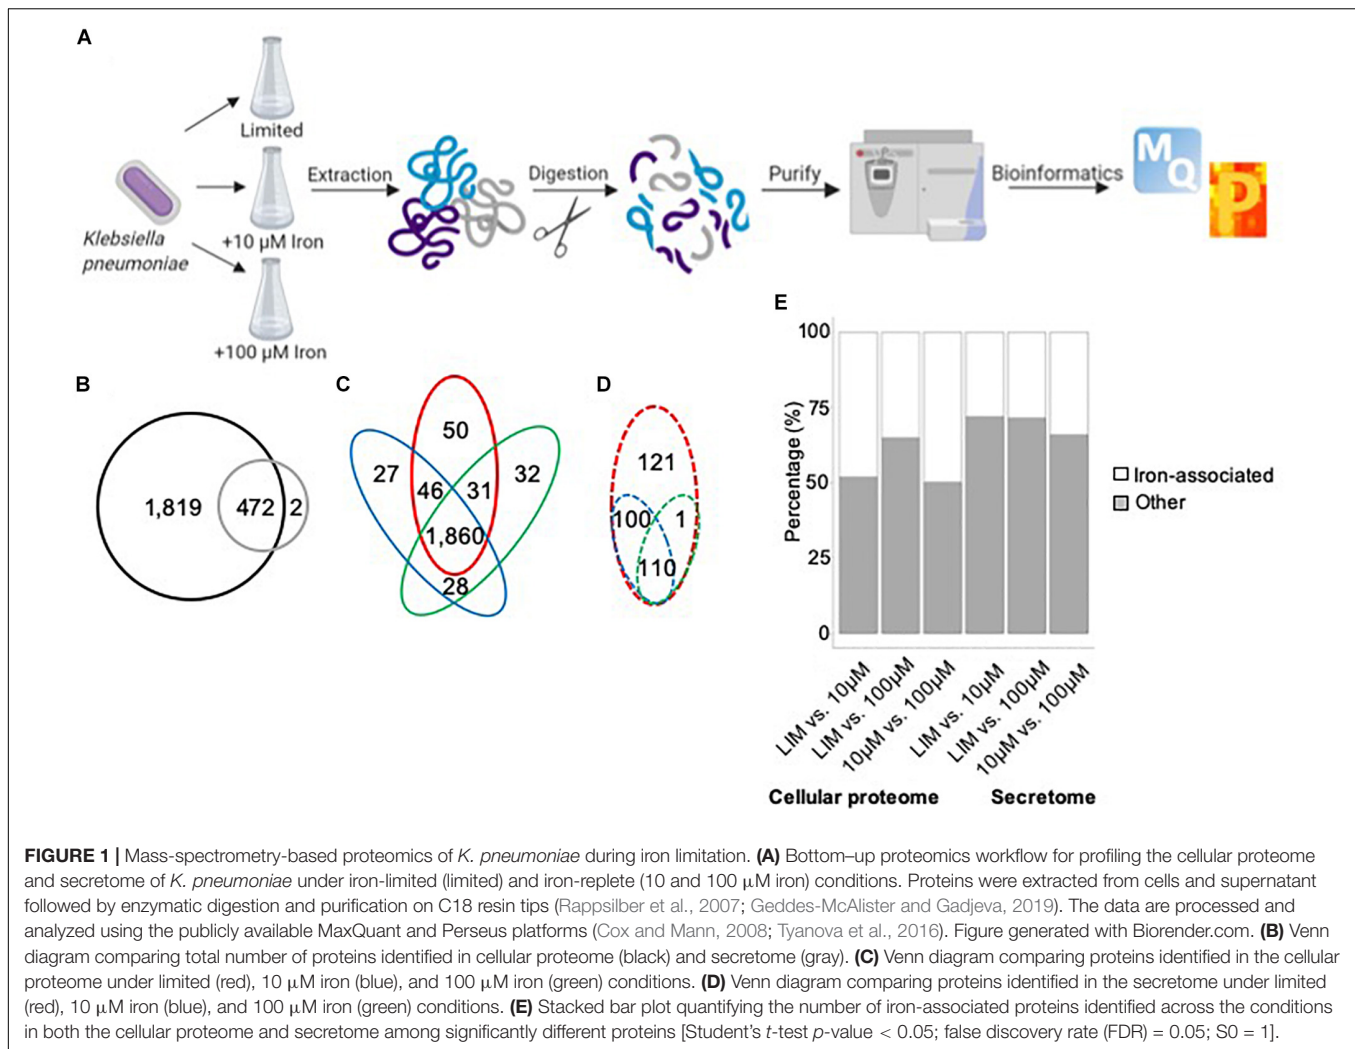 A
Limited
Extraction
Digestion
Purify
Bioinformatics
MQ
P
Klebsiella
pneumoniae
+10 µM Iron
+100 µM Iron
B
1,819
472
2
C
50
27
32
46
31
1,860
28
D
121
100
1
110
E
100
75
50
25
0
Percentage (%)
Iron-associated
Other
LIM vs. 10µM
LIM vs. 100µM
10µM vs. 100µM
LIM vs. 10µM
LIM vs. 100µM
10µM vs. 100µM
Cellular proteome
Secretome
FIGURE 1 | Mass-spectrometry-based proteomics of K. pneumoniae during iron limitation. (A) Bottom–up proteomics workflow for profiling the cellular proteome
and secretome of K. pneumoniae under iron-limited (limited) and iron-replete (10 and 100 µM iron) conditions. Proteins were extracted from cells and supernatant
followed by enzymatic digestion and purification on C18 resin tips (Rappsilber et al., 2007; Geddes-McAlister and Gadjeva, 2019). The data are processed and
analyzed using the publicly available MaxQuant and Perseus platforms (Cox and Mann, 2008; Tyanova et al., 2016). Figure generated with Biorender.com. (B) Venn
diagram comparing total number of proteins identified in cellular proteome (black) and secretome (gray). (C) Venn diagram comparing proteins identified in the cellular
proteome under limited (red), 10 µM iron (blue), and 100 µM iron (green) conditions. (D) Venn diagram comparing proteins identified in the secretome under limited
(red), 10 µM iron (blue), and 100 µM iron (green) conditions. (E) Stacked bar plot quantifying the number of iron-associated proteins identified across the conditions
in both the cellular proteome and secretome among significantly different proteins [Student's t-test p-value < 0.05; false discovery rate (FDR) = 0.05; S0 = 1].